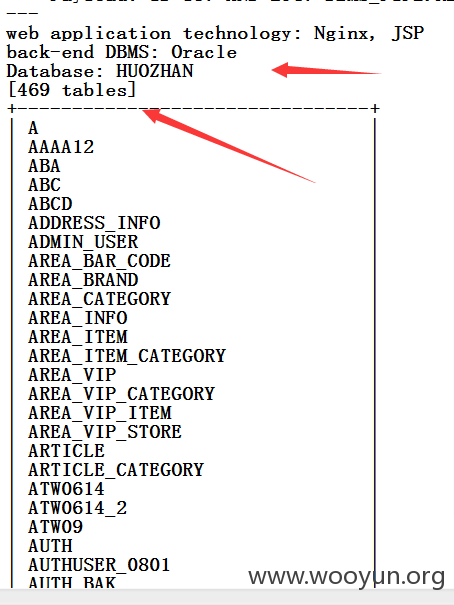 ---
web application technology: Nginx, JSP
back-end DBMS: Oracle
Database: HUOZHAN
[469 tables]
+---------------------------------+
| A |
| AAAA12 |
| ABA |
| ABC |
| ABCD |
| ADDRESS_INFO |
| ADMIN_USER |
| AREA_BAR_CODE |
| AREA_BRAND |
| AREA_CATEGORY |
| AREA_INFO |
| AREA_ITEM |
| AREA_ITEM_CATEGORY |
| AREA_VIP |
| AREA_VIP_CATEGORY |
| AREA_VIP_ITEM |
| AREA_VIP_STORE |
| ARTICLE |
| ARTICLE_CATEGORY |
| ATW0614 |
| ATW0614_2 |
| ATW09 |
| AUTH |
| AUTHUSER_0801 |
| AUTH_BAK |
www.wooyun.org